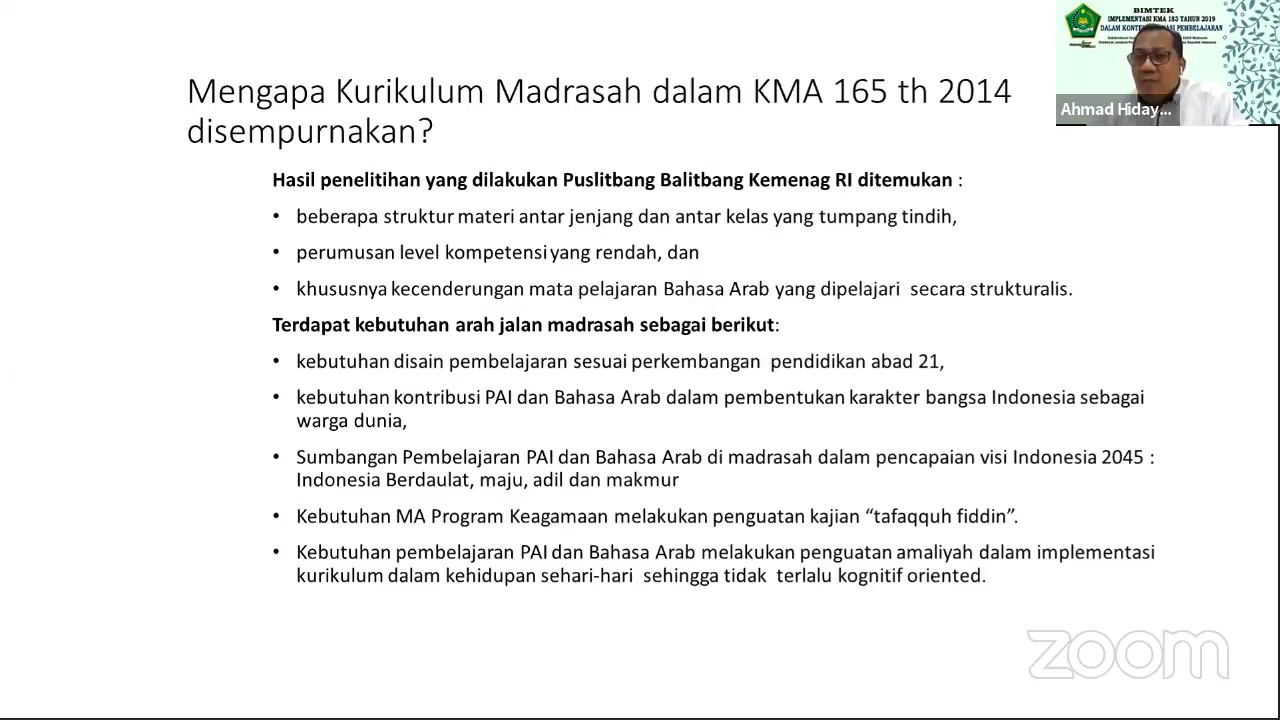 BIMTEK
IMPLEMENTASI KMA 183 TAHUN 2019
PEMBELAJARAN
Mengapa Kurikulum Madrasah dalam KMA 165 th 2014
disempurnakan?
Ahmad Hiday...
Hasil penelitihan yang dilakukan Puslitbang Balitbang Kemenag RI ditemukan :
• beberapa struktur materi antar jenjang dan antar kelas yang tumpang tindih,
• perumusan level kompetensi yang rendah, dan
• khususnya kecenderungan mata pelajaran Bahasa Arab yang dipelajari secara strukturalis.
Terdapat kebutuhan arah jalan madrasah sebagai berikut:
• kebutuhan disain pembelajaran sesuai perkembangan pendidikan abad 21,
• kebutuhan kontribusi PAI dan Bahasa Arab dalam pembentukan karakter bangsa Indonesia sebagai
warga dunia,
• Sumbangan Pembelajaran PAI dan Bahasa Arab di madrasah dalam pencapaian visi Indonesia 2045 :
Indonesia Berdaulat, maju, adil dan makmur
• Kebutuhan MA Program Keagamaan melakukan penguatan kajian “tafaqquh fiddin”.
• Kebutuhan pembelajaran PAI dan Bahasa Arab melakukan penguatan amaliyah dalam implementasi
kurikulum dalam kehidupan sehari-hari sehingga tidak terlalu kognitif oriented.
zoom